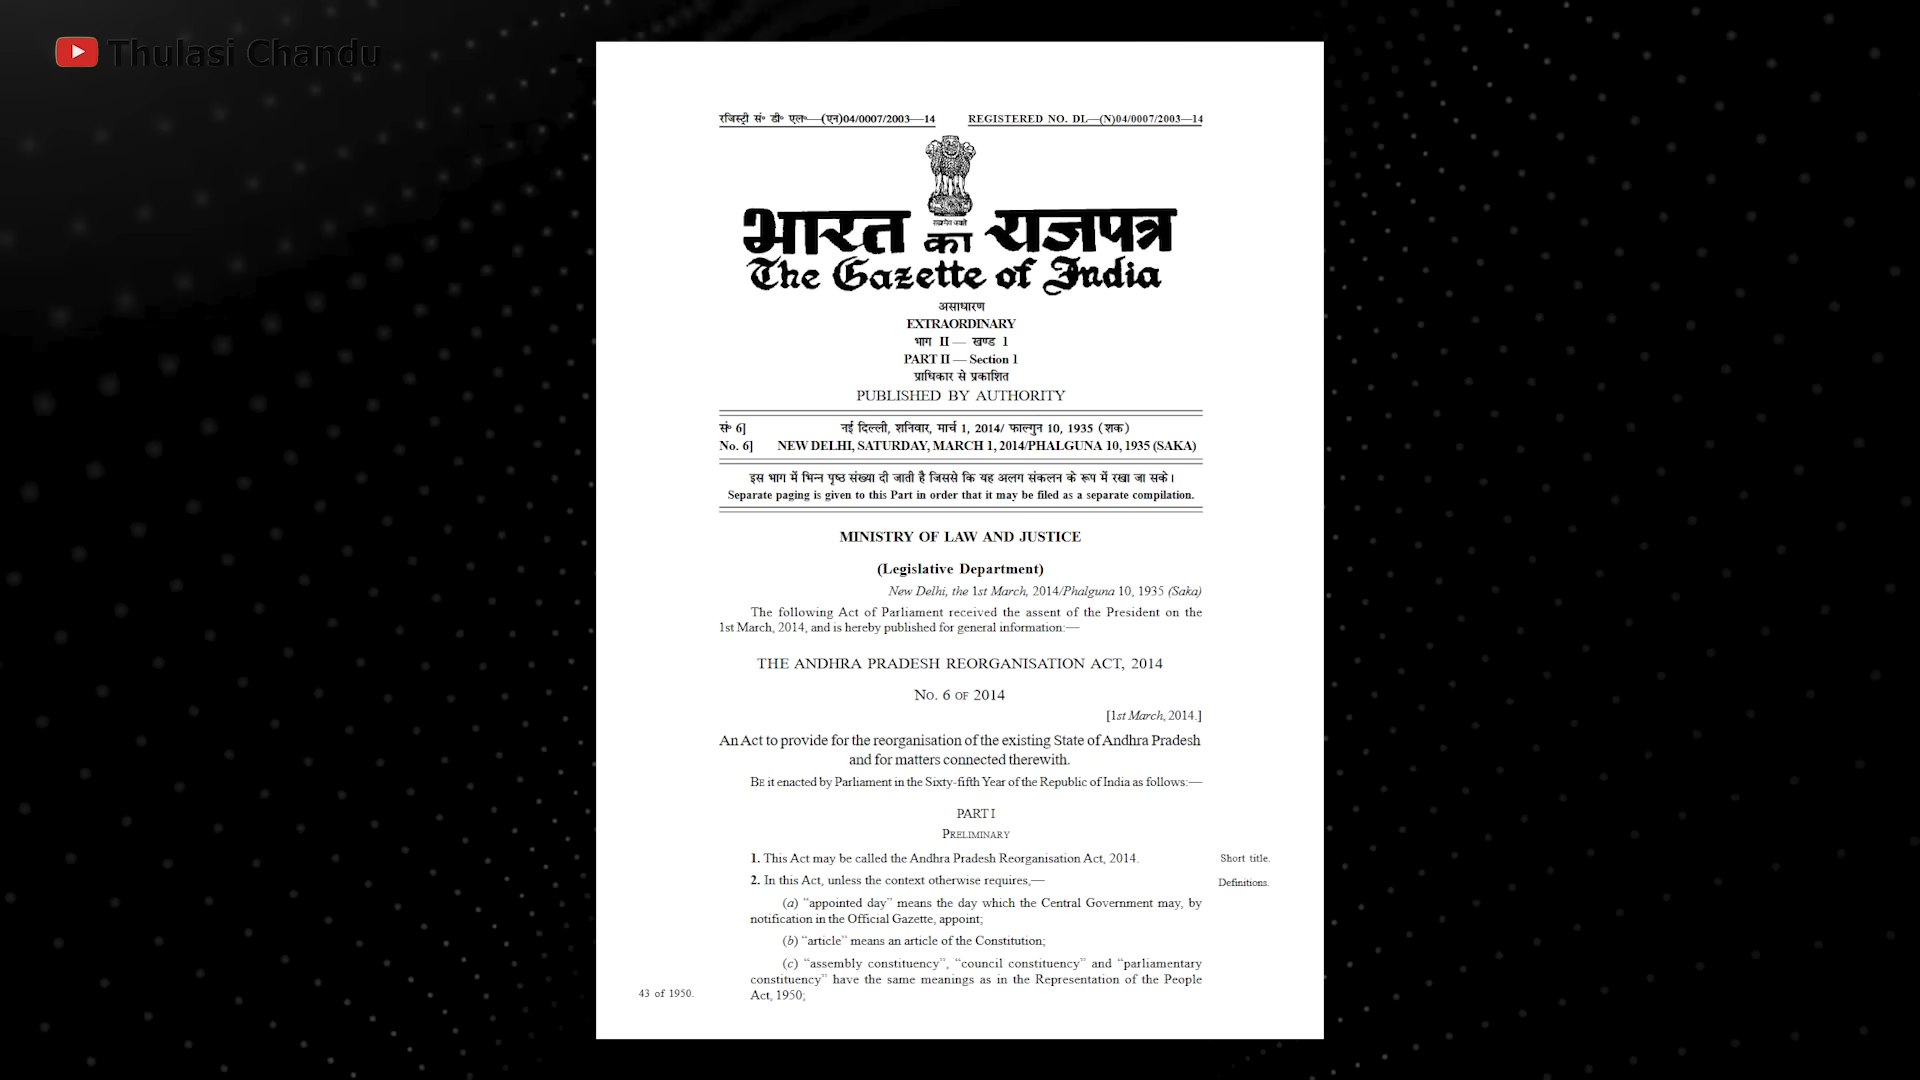 Thulasi Chandu
रजिस्ट्री सं॰ डी॰ एल॰—(एन)04/0007/2003—14
REGISTERED NO. DL—(N)04/0007/2003—14
सत्यमेव जयते
भारत का राजपत्र
The Gazette of India
असाधारण
EXTRAORDINARY
भाग II — खण्ड 1
PART II — Section 1
प्राधिकार से प्रकाशित
PUBLISHED BY AUTHORITY
सं॰ 6] नई दिल्ली, शनिवार, मार्च 1, 2014/ फाल्गुन 10, 1935 (शक)
No. 6] NEW DELHI, SATURDAY, MARCH 1, 2014/PHALGUNA 10, 1935 (SAKA)
इस भाग में भिन्न पृष्ठ संख्या दी जाती है जिससे कि यह अलग संकलन के रूप में रखा जा सके।
Separate paging is given to this Part in order that it may be filed as a separate compilation.
MINISTRY OF LAW AND JUSTICE
(Legislative Department)
New Delhi, the 1st March, 2014/Phalguna 10, 1935 (Saka)
The following Act of Parliament received the assent of the President on the
1st March, 2014, and is hereby published for general information:—
THE ANDHRA PRADESH REORGANISATION ACT, 2014
NO. 6 OF 2014
[1st March, 2014.]
An Act to provide for the reorganisation of the existing State of Andhra Pradesh
and for matters connected therewith.
BE it enacted by Parliament in the Sixty-fifth Year of the Republic of India as follows:—
PART I
PRELIMINARY
1. This Act may be called the Andhra Pradesh Reorganisation Act, 2014.
Short title.
2. In this Act, unless the context otherwise requires,—
Definitions.
(a) “appointed day” means the day which the Central Government may, by
notification in the Official Gazette, appoint;
(b) “article” means an article of the Constitution;
(c) “assembly constituency”, “council constituency” and “parliamentary
constituency” have the same meanings as in the Representation of the People
43 of 1950.
Act, 1950;